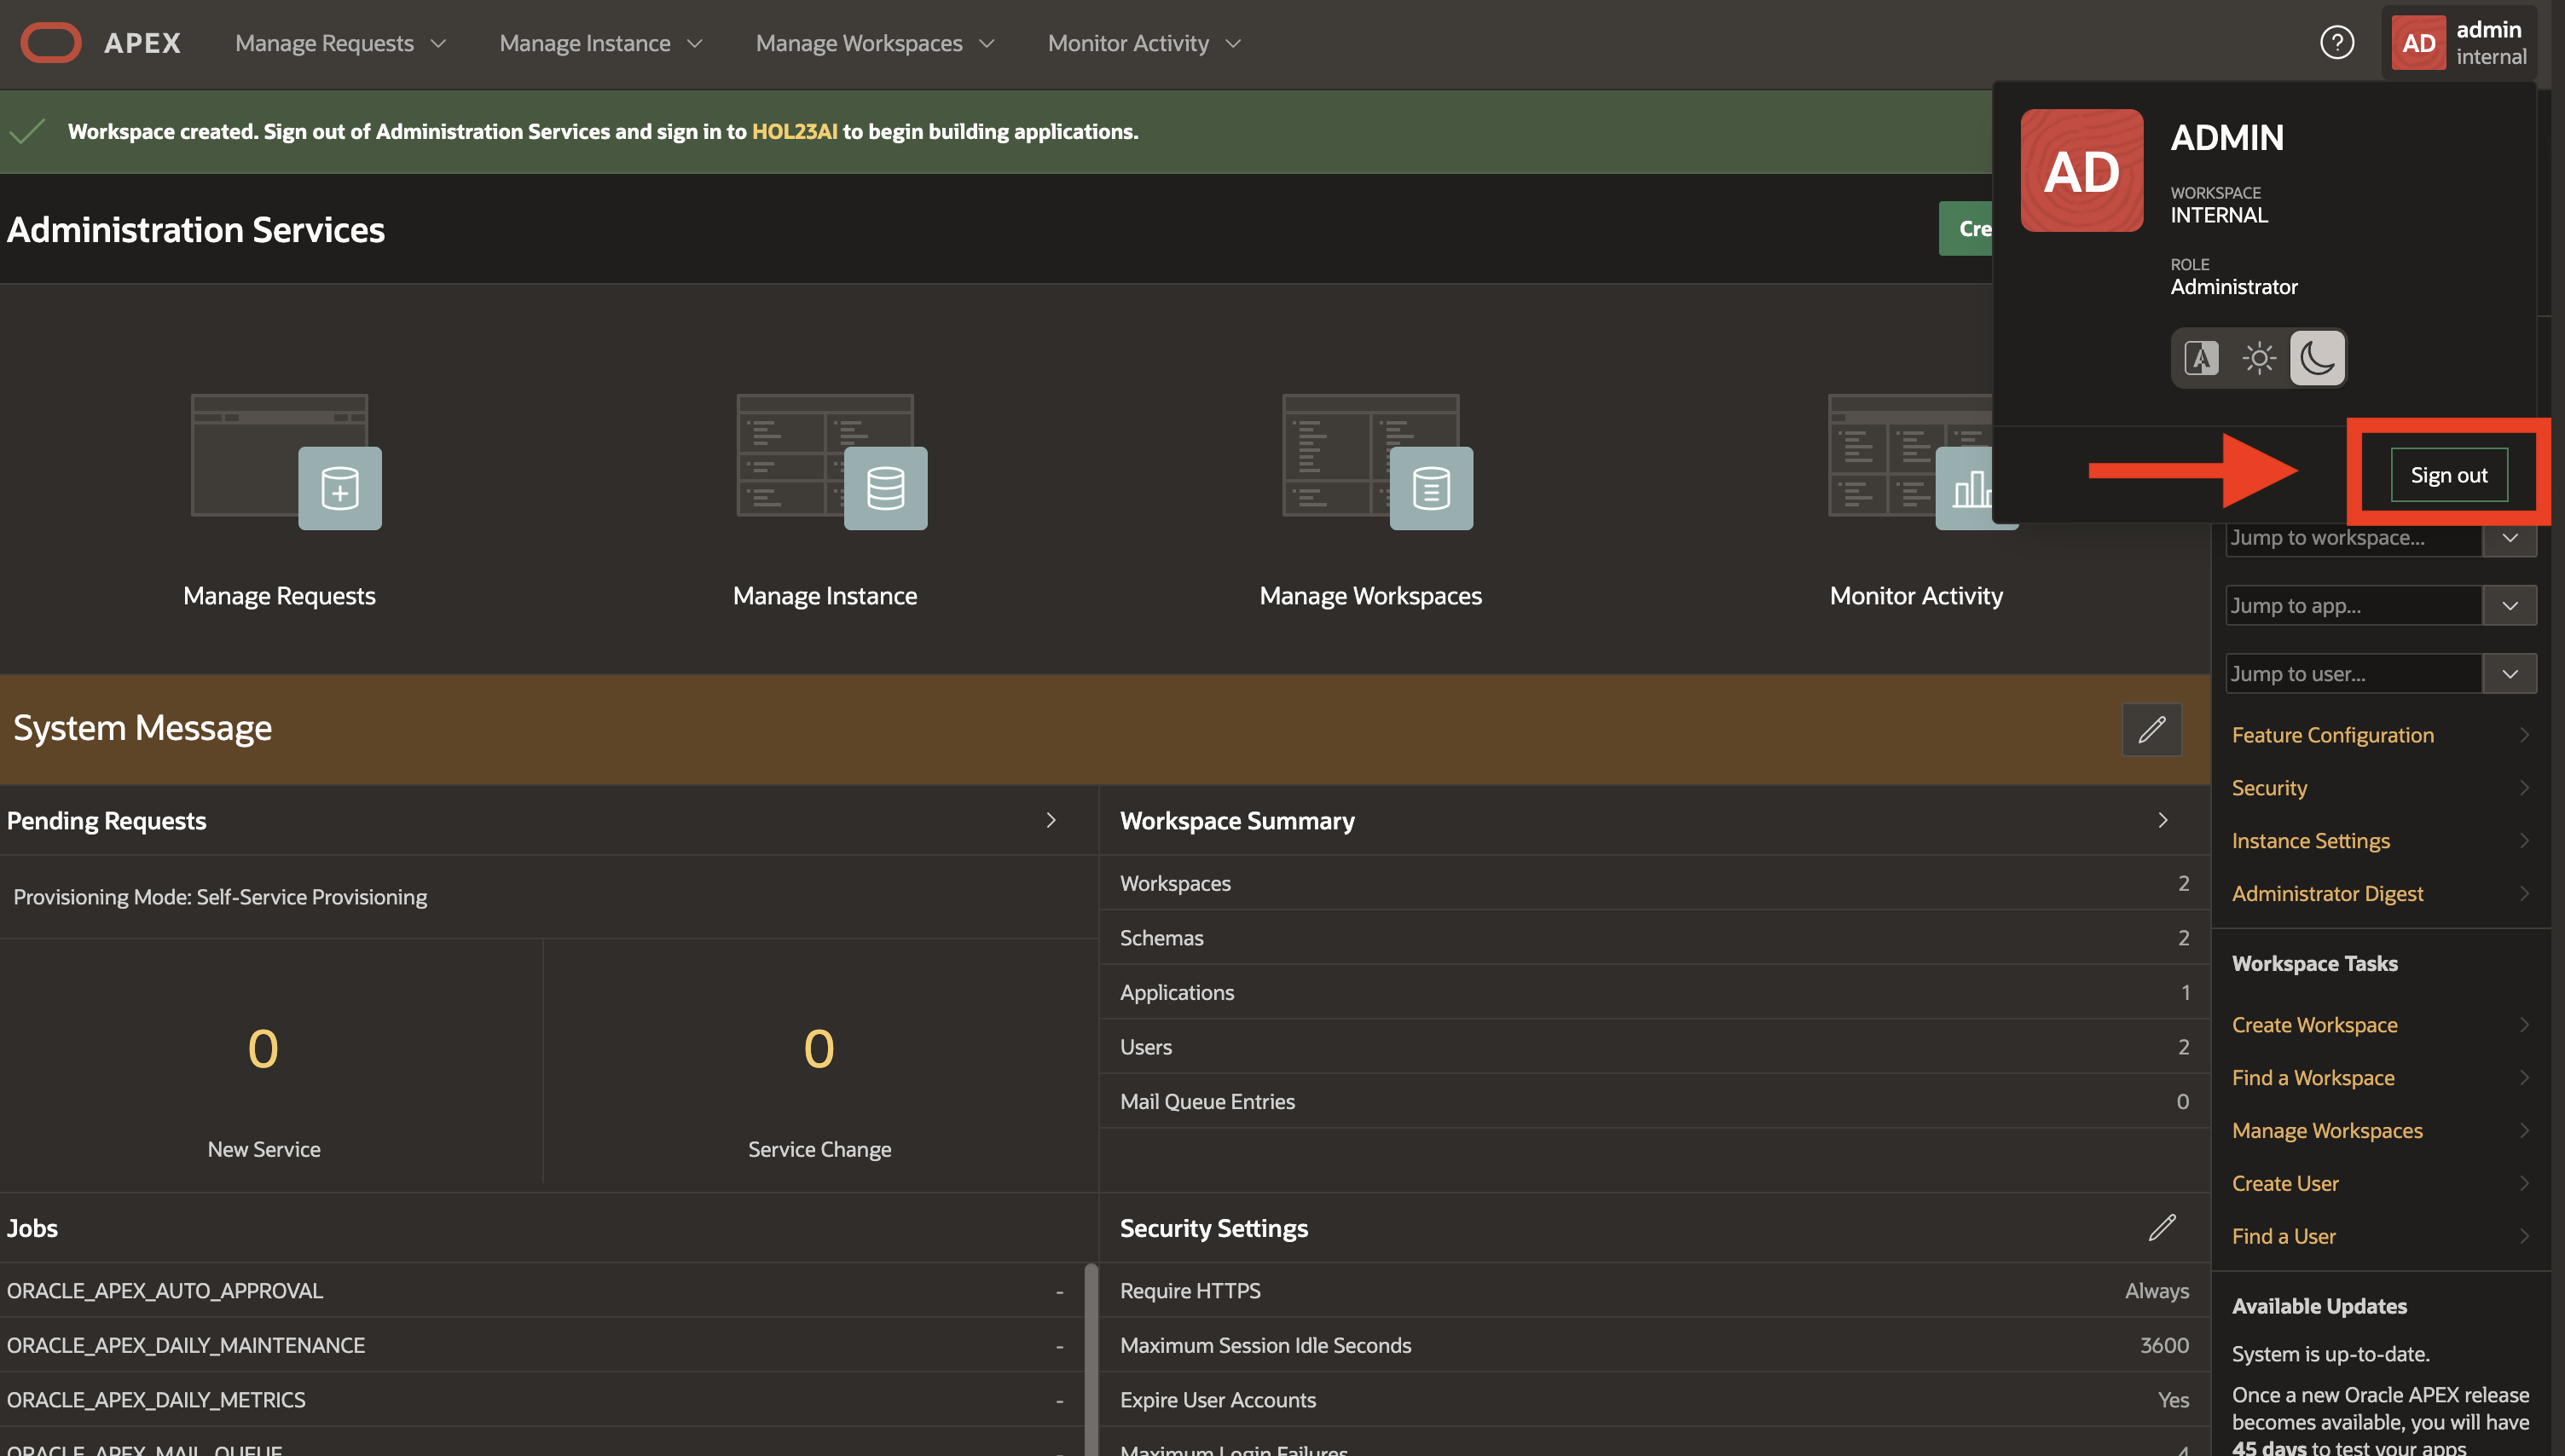 APEX
Manage Requests
Manage Instance
Manage Workspaces
Monitor Activity
?
AD
admin
internal
Workspace created. Sign out of Administration Services and sign in to HOL23AI to begin building applications.
AD
ADMIN
WORKSPACE
INTERNAL
ROLE
Administrator
A
Sign out
Administration Services
Cre
Manage Requests
Manage Instance
Manage Workspaces
Monitor Activity
Jump to workspace...
Jump to app...
Jump to user...
System Message
Feature Configuration
Security
Instance Settings
Administrator Digest
Pending Requests
Provisioning Mode: Self-Service Provisioning
0
New Service
0
Service Change
Workspace Summary
Workspaces 2
Schemas 2
Applications 1
Users 2
Mail Queue Entries 0
Workspace Tasks
Create Workspace
Find a Workspace
Manage Workspaces
Create User
Find a User
Jobs
ORACLE_APEX_AUTO_APPROVAL -
ORACLE_APEX_DAILY_MAINTENANCE -
ORACLE_APEX_DAILY_METRICS -
ORACLE_APEX_MAIL_QUEUE -
Security Settings
Require HTTPS Always
Maximum Session Idle Seconds 3600
Expire User Accounts Yes
Maximum Login Failures 4
Available Updates
System is up-to-date.
Once a new Oracle APEX release
becomes available, you will have
45 days to test your apps